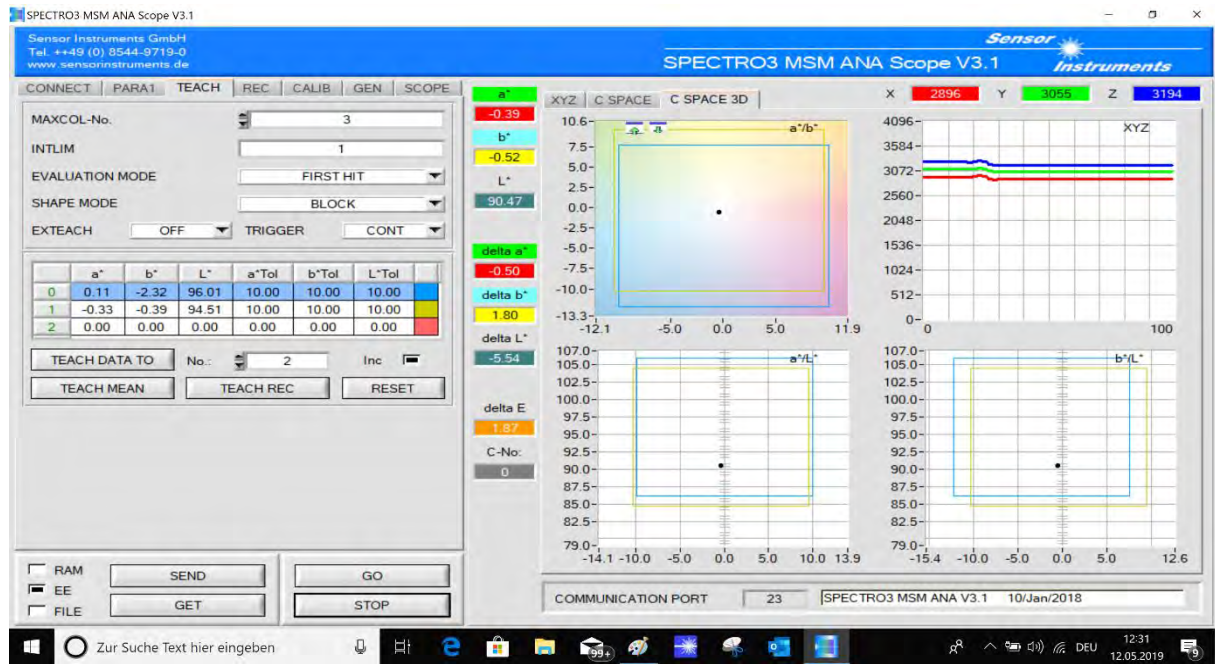 SPECTRO3 MSM ANA Scope V3.1
Sensor Instruments GmbH
Tel. ++49 (0) 8544-9719-0
www.sensorinstruments.de
SPECTRO3 MSM ANA Scope V3.1
Sensor
Instruments
CONNECT PARA1 TEACH REC CALIB GEN SCOPE
MAXCOL-No. 3
INTLIM 1
EVALUATION MODE FIRST HIT
SHAPE MODE BLOCK
EXTEACH OFF TRIGGER CONT
a* b* L* a*Tol b*Tol L*Tol
0 0.11 -2.32 96.01 10.00 10.00 10.00
1 -0.33 -0.39 94.51 10.00 10.00 10.00
2 0.00 0.00 0.00 0.00 0.00 0.00
TEACH DATA TO No.: 2 Inc
TEACH MEAN TEACH REC RESET
RAM
EE
FILE
SEND GO
GET STOP
a*
-0.39
b*
-0.52
L*
90.47
delta a*
-0.50
delta b*
1.80
delta L*
-5.54
delta E
1.87
C-No:
0
XYZ C SPACE C SPACE 3D
X 2896 Y 3055 Z 3194
a*/b*
10.6
7.5
5.0
2.5
0.0
-2.5
-5.0
-7.5
-10.0
-13.3
-12.1 -5.0 0.0 5.0 11.9
XYZ
4096
3584
3072
2560
2048
1536
1024
512
0
0 100
a*/L*
107.0
105.0
102.5
100.0
97.5
95.0
92.5
90.0
87.5
85.0
82.5
79.0
-14.1 -10.0 -5.0 0.0 5.0 10.0 13.9
b*/L*
107.0
105.0
102.5
100.0
97.5
95.0
92.5
90.0
87.5
85.0
82.5
79.0
-15.4 -10.0 -5.0 0.0 5.0 12.6
COMMUNICATION PORT 23 SPECTRO3 MSM ANA V3.1 10/Jan/2018
Zur Suche Text hier eingeben
99+
DEU
12:31
12.05.2019
9